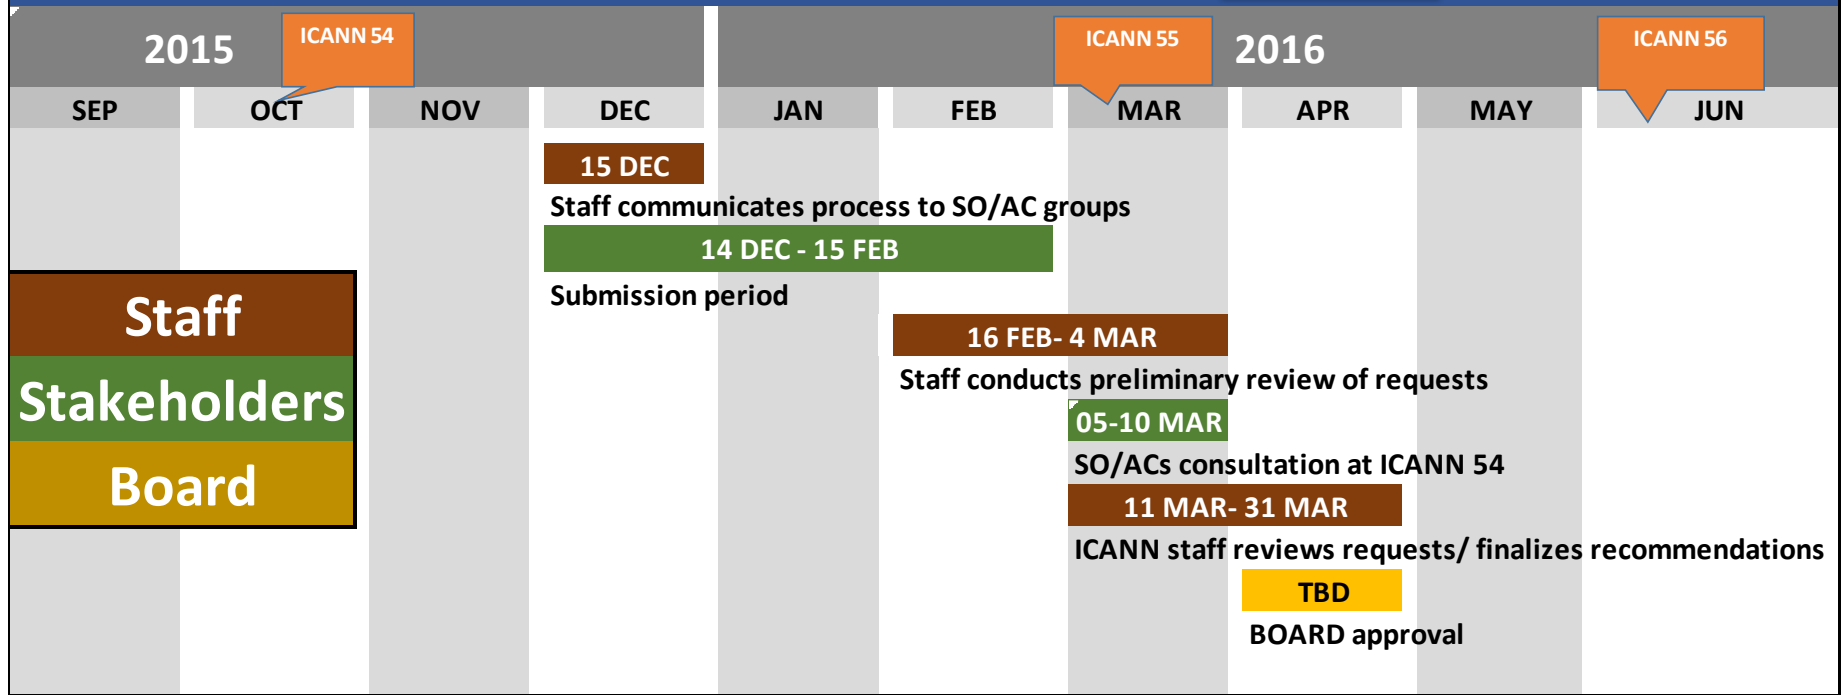 2015
ICANN 54
ICANN 55
2016
ICANN 56
SEP OCT NOV DEC JAN FEB MAR APR MAY JUN
15 DEC
Staff communicates process to SO/AC groups
14 DEC - 15 FEB
Submission period
Staff
Stakeholders
Board
16 FEB- 4 MAR
Staff conducts preliminary review of requests
05-10 MAR
SO/ACs consultation at ICANN 54
11 MAR- 31 MAR
ICANN staff reviews requests/ finalizes recommendations
TBD
BOARD approval